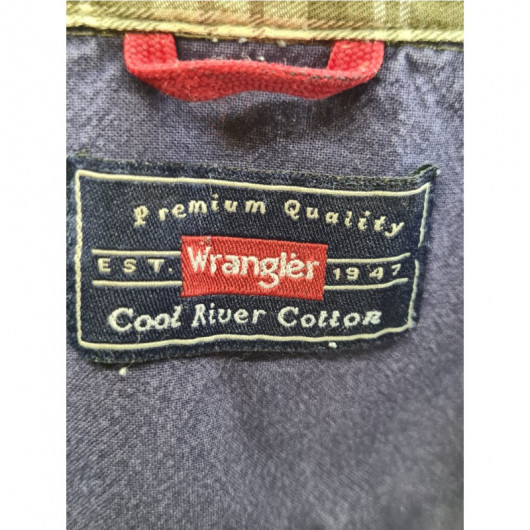 Premium Quality
EST. Wrangler 1947
Cool River Cotton